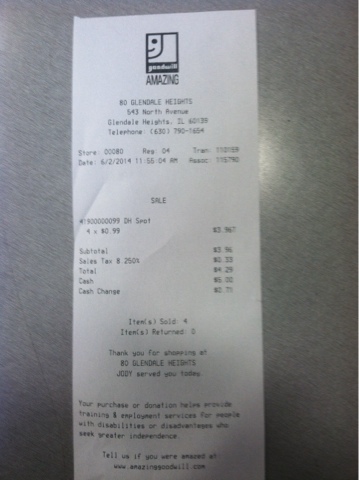 g
goodwill
AMAZING
80 GLENDALE HEIGHTS
543 North Avenue
Glendale Heights, IL 60139
Telephone: (630) 790-1654
Store: 00080 Reg: 04 Tran: 110159
Date: 6/2/2014 11:55:04 AM Assoc: 115790
SALE
41900000099 DH Spot
4 x $0.99 $3.96T
Subtotal $3.96
Sales Tax 8.250% $0.33
Total $4.29
Cash $5.00
Cash Change $0.71
Item(s) Sold: 4
Item(s) Returned: 0
Thank you for shopping at
80 GLENDALE HEIGHTS
JODY served you today.
Your purchase or donation helps provide
training & employment services for people
with disabilities or disadvantages who
seek greater independence.
Tell us if you were amazed at:
www.amazinggoodwill.com